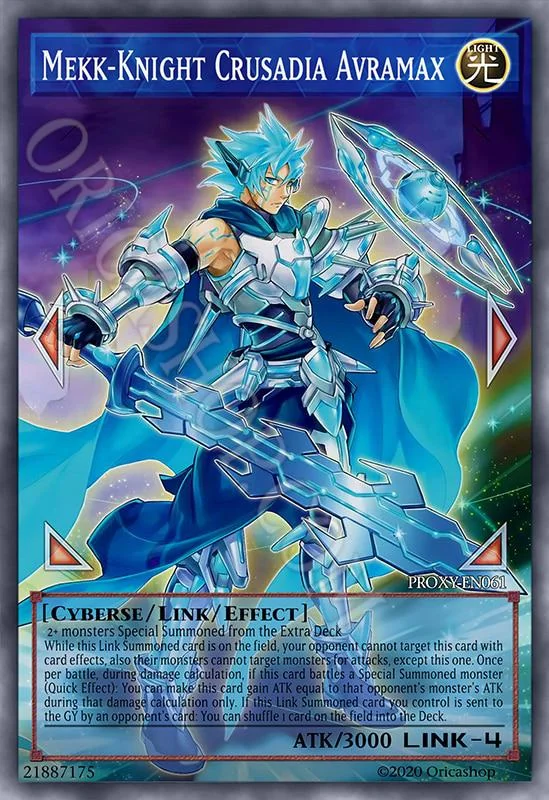 MEKK-KNIGHT CRUSADIA AVRAMAX
LIGHT
光
ORICASHOP
PROXY-EN061
[CYBERSE/LINK/EFFECT]
2+ monsters Special Summoned from the Extra Deck
While this Link Summoned card is on the field, your opponent cannot target this card with
card effects, also their monsters cannot target monsters for attacks, except this one. Once
per battle, during damage calculation, if this card battles a Special Summoned monster
(Quick Effect): You can make this card gain ATK equal to that opponent's monster's ATK
during that damage calculation only. If this Link Summoned card you control is sent to
the GY by an opponent's card: You can shuffle 1 card on the field into the Deck.
ATK/3000 LINK-4
21887175 ©2020 Oricashop